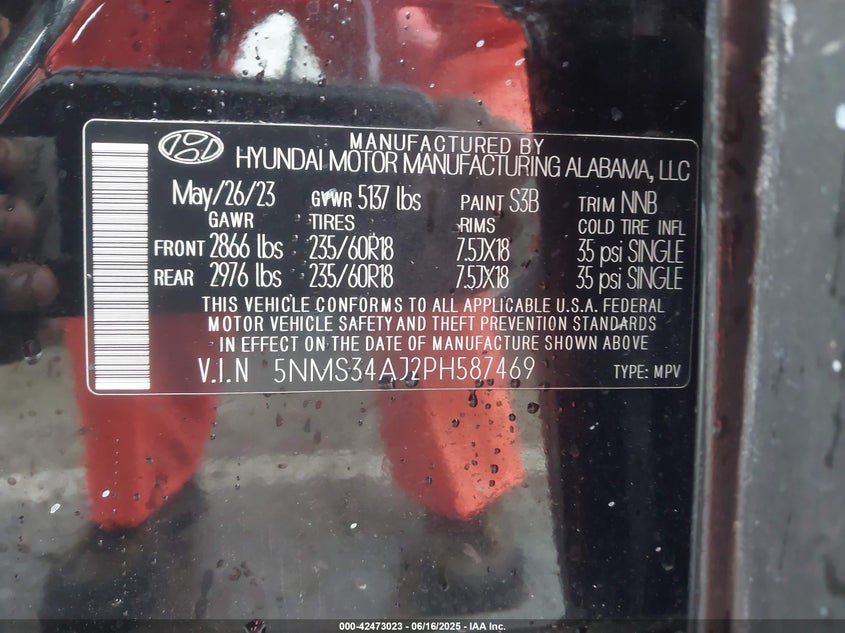 MANUFACTURED BY
HYUNDAI MOTOR MANUFACTURING ALABAMA, LLC
May/26/23 GVWR 5137 lbs PAINT S3B TRIM NNB
GAWR TIRES RIMS COLD TIRE INFL
FRONT 2866 lbs 235/60R18 7.5JX18 35 psi SINGLE
REAR 2976 lbs 235/60R18 7.5JX18 35 psi SINGLE
THIS VEHICLE CONFORMS TO ALL APPLICABLE U.S.A. FEDERAL
MOTOR VEHICLE SAFETY AND THEFT PREVENTION STANDARDS
IN EFFECT ON THE DATE OF MANUFACTURE SHOWN ABOVE
V.I.N 5NMS34AJ2PH587469 TYPE: MPV
000-42473023 - 06/16/2025 - IAA Inc.